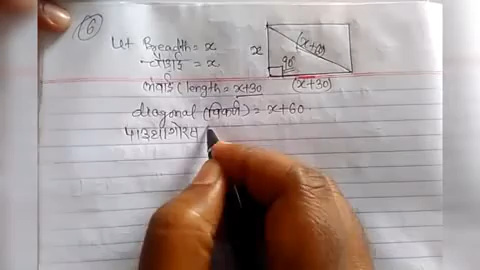 6
Let Breadth = x
चौड़ाई = x
लंबाई (length = x+30
diagonal (विकर्ण) = x+60.
पाइथागोरस
x
(x+60)
90°
(x+30)